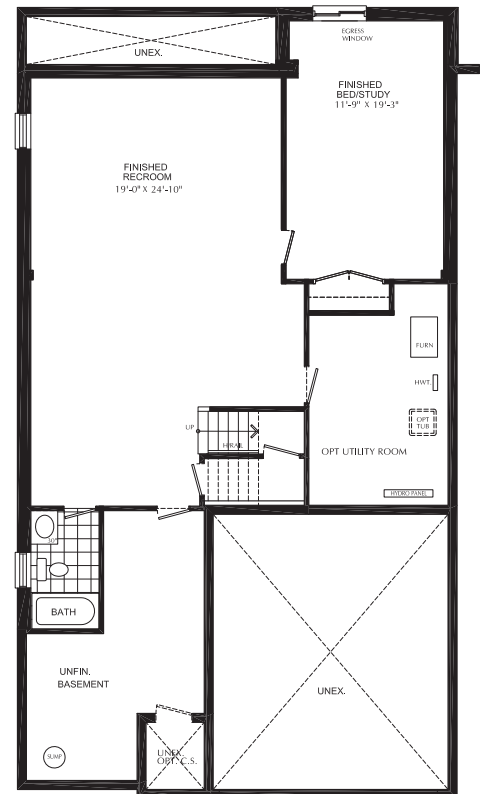 UNEX.
EGRESS
WINDOW
FINISHED
BED/STUDY
11'-9" X 19'-3"
FINISHED
RECROOM
19'-0" X 24'-10"
FURN
HWT.
OPT
TUB
UP
H/RAIL
OPT UTILITY ROOM
HYDRO PANEL
30"
BATH
UNFIN.
BASEMENT
UNEX.
UNEX.
OPT. C.S.
SUMP